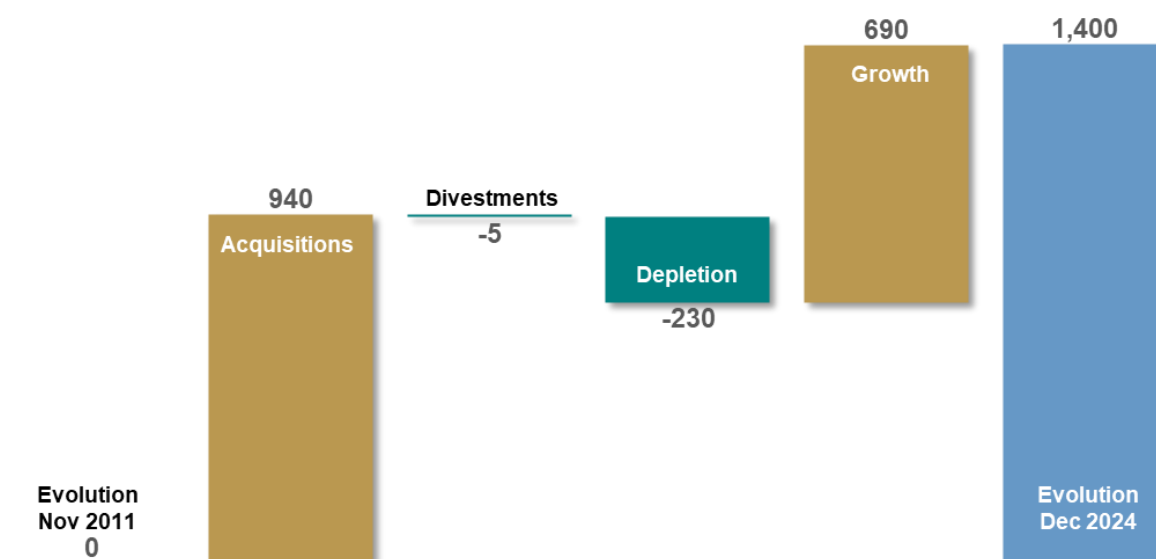 690
1,400
Growth
940
Divestments
-5
Acquisitions
Depletion
-230
Evolution
Nov 2011
0
Evolution
Dec 2024